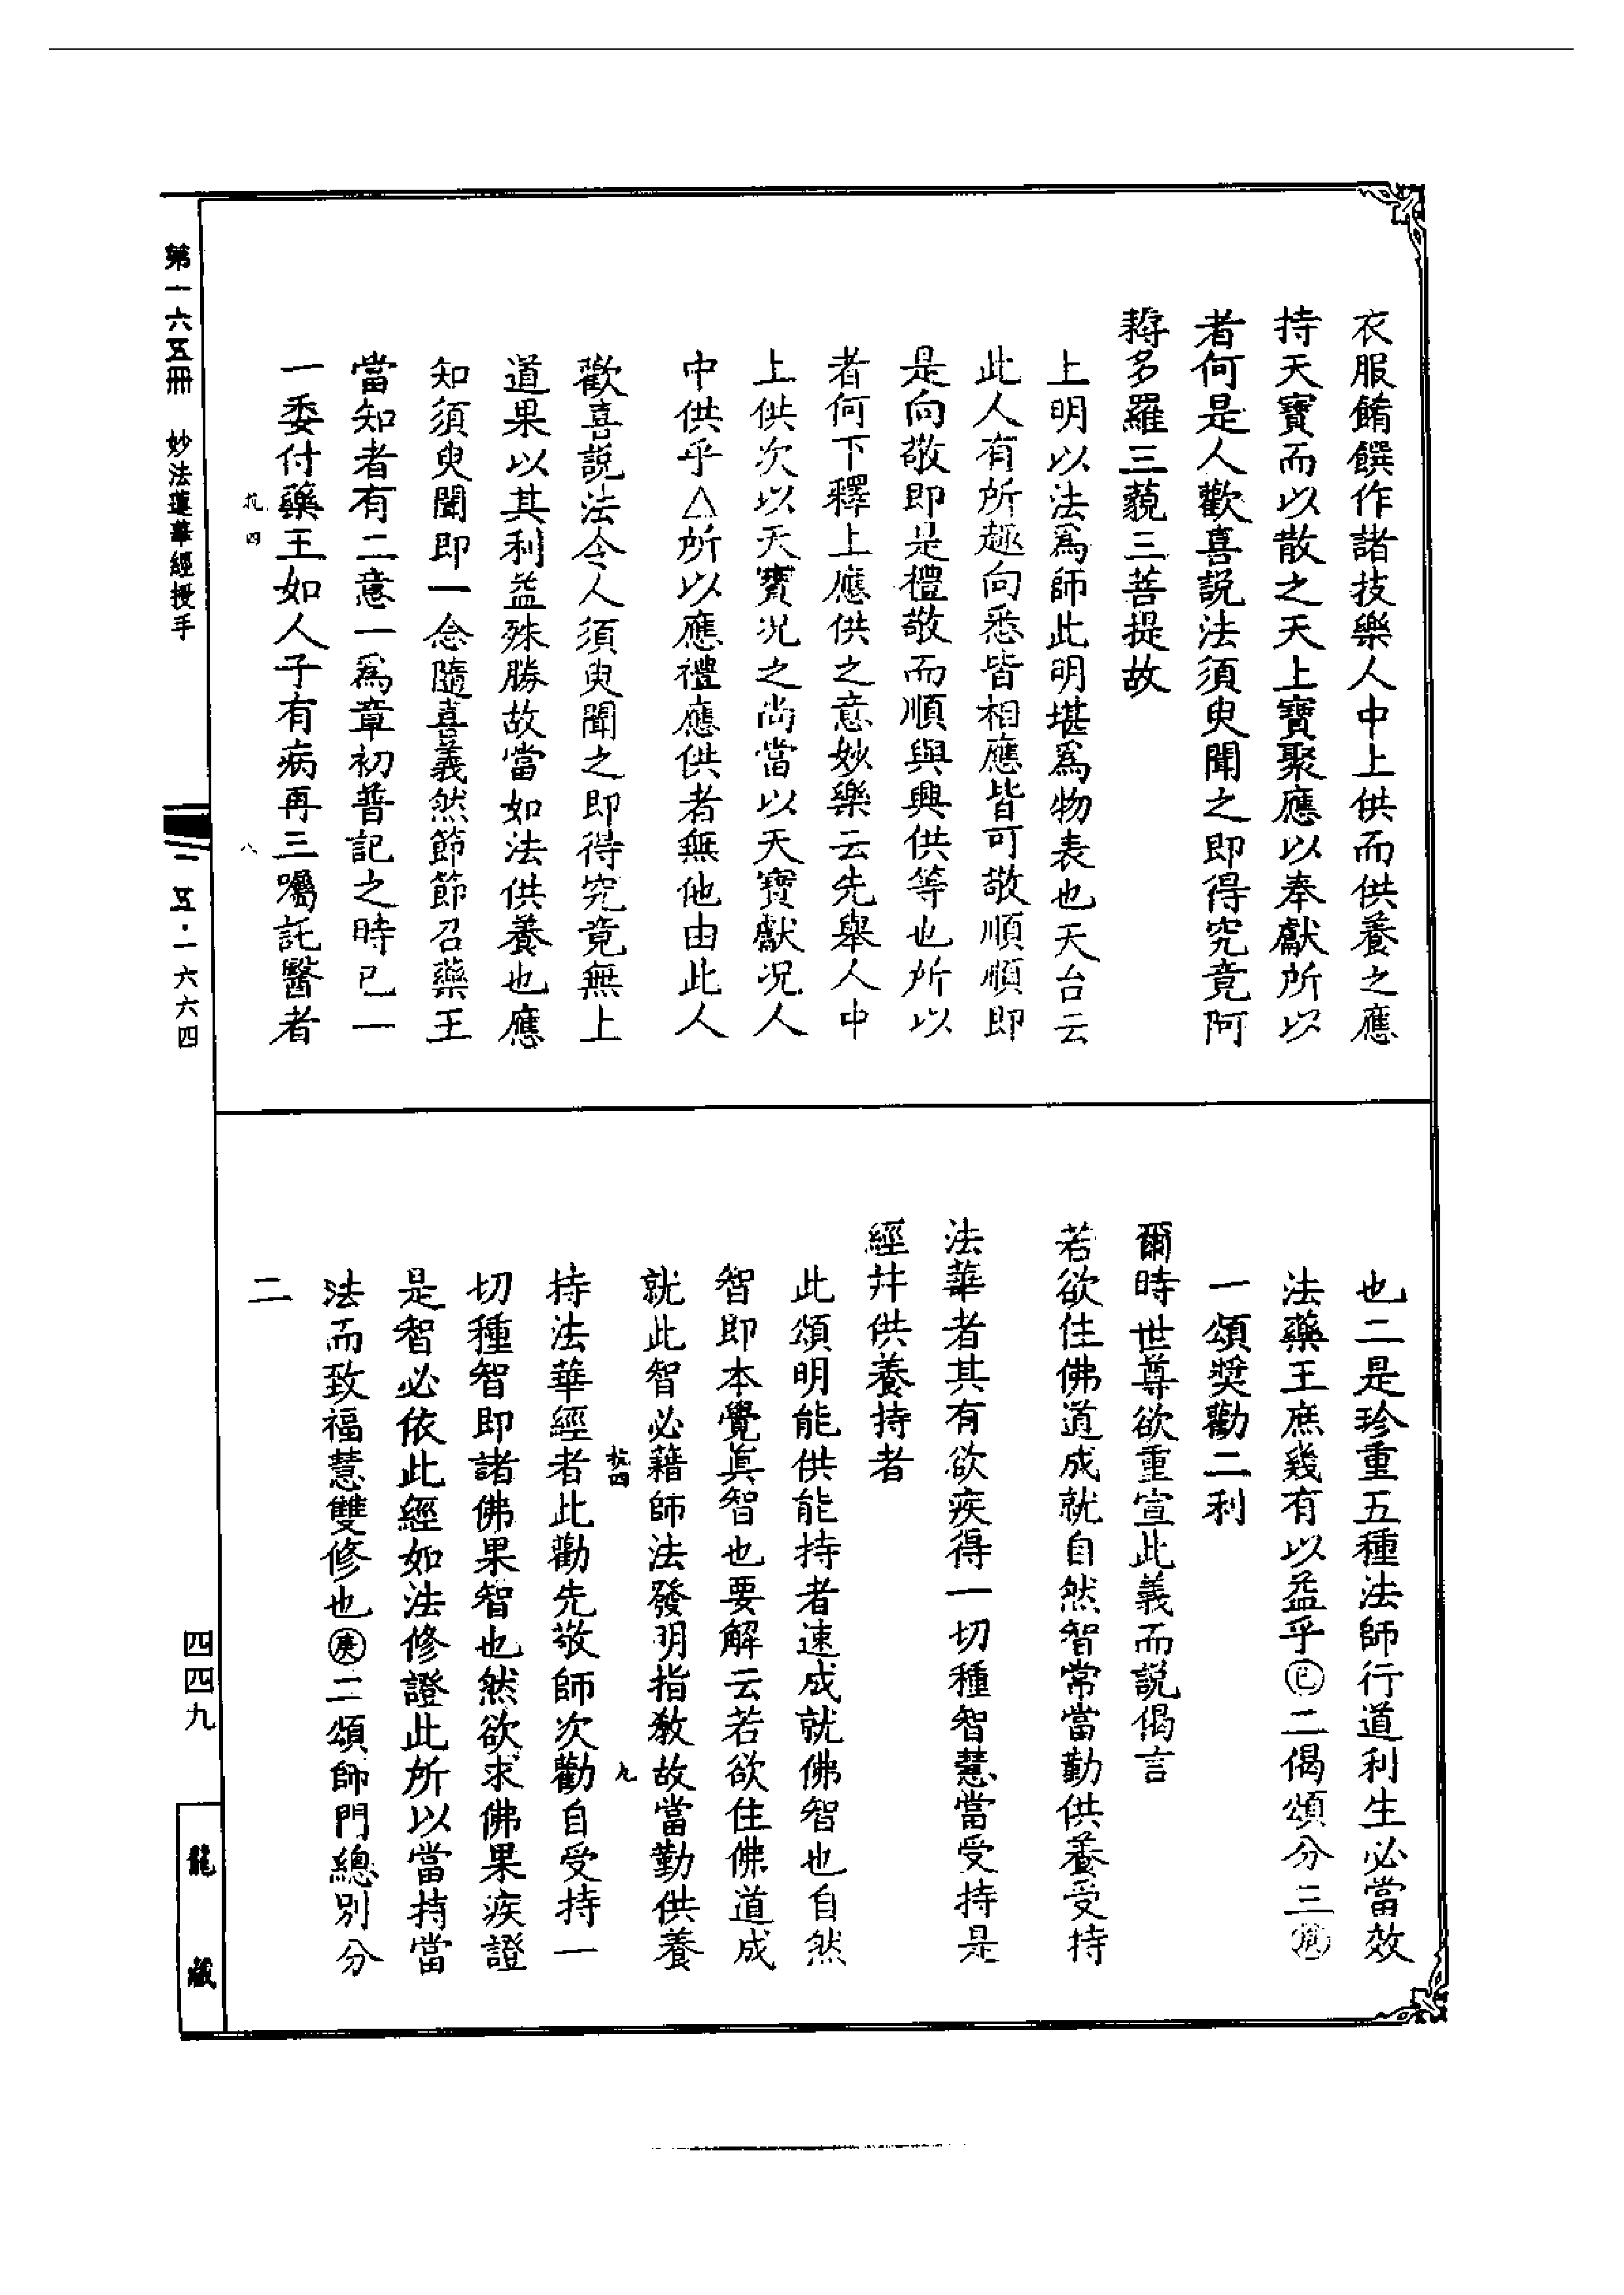 衣服餚饌作諸技樂人中上供而供養之應
持天寶而以散之天上寶聚應以奉獻所以
者何是人歡喜説法須臾聞之即得究竟阿
耨多羅三藐三菩提故
上明以法爲師此明堪爲物表也天台云
此人有所趣向悉皆相應皆可敬順順即
是向敬即是禮敬而順與興供等也所以
者何下釋上應供之意妙樂云先舉人中
上供次以天寶况之尚當以天寶獻况人
中供乎△所以應禮應供者無他由此人
歡喜説法令人須臾聞之即得究竟無上
道果以其利益殊勝故當如法供養也應
知須臾聞即一念隨喜義然節節召藥王
當知者有二意一爲章初普記之時已一
一委付藥王如人子有病再三囑託醫者
八
也二是珍重五種法師行道利生必當效
法藥王庶幾有以益乎㊁二偈頌分三
一頌獎勸二利
爾時世尊欲重宣此義而説偈言
若欲住佛道成就自然智常當勤供養受持
法華者其有欲疾得一切種智慧當受持是
經并供養持者
此頌明能供能持者速成就佛智也自然
智即本覺眞智也要解云若欲住佛道成
就此智必藉師法發明指教故當勤供養
九
持法華經者此勸先敬師次勸自受持一
切種智即諸佛果智也然欲求佛果疾證
是智必依此經如法修證此所以當持當
法而致福慧雙修也庚二頌師門總別分
二
第一六五冊　妙法蓮華經授手
一五·一六六四
四四九
龍藏